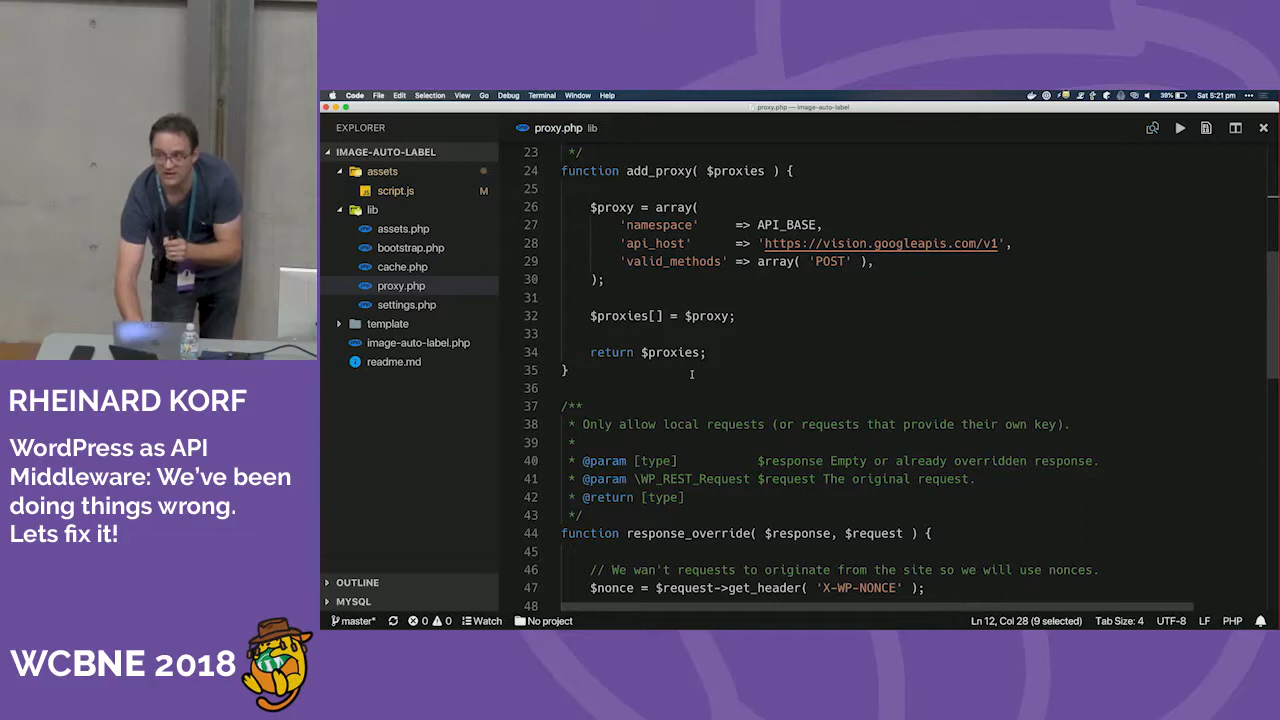 Code File Edit Selection View Go Debug Terminal Window Help
39% Sat 5:21 pm
proxy.php — image-auto-label
EXPLORER
IMAGE-AUTO-LABEL
assets
script.js M
lib
assets.php
bootstrap.php
cache.php
proxy.php
settings.php
template
image-auto-label.php
readme.md
OUTLINE
MYSQL
proxy.php lib
23 */
24 function add_proxy( $proxies ) {
25
26 $proxy = array(
27 'namespace' => API_BASE,
28 'api_host' => 'https://vision.googleapis.com/v1',
29 'valid_methods' => array( 'POST' ),
30 );
31
32 $proxies[] = $proxy;
33
34 return $proxies;
35 }
36
37 /**
38 * Only allow local requests (or requests that provide their own key).
39 *
40 * @param [type] $response Empty or already overridden response.
41 * @param \WP_REST_Request $request The original request.
42 * @return [type]
43 */
44 function response_override( $response, $request ) {
45
46 // We wan't requests to originate from the site so we will use nonces.
47 $nonce = $request->get_header( 'X-WP-NONCE' );
48
master* 0 0 Watch No project Ln 12, Col 28 (9 selected) Tab Size: 4 UTF-8 LF PHP
RHEINARD KORF
WordPress as API
Middleware: We've been
doing things wrong.
Lets fix it!
WCBNE 2018